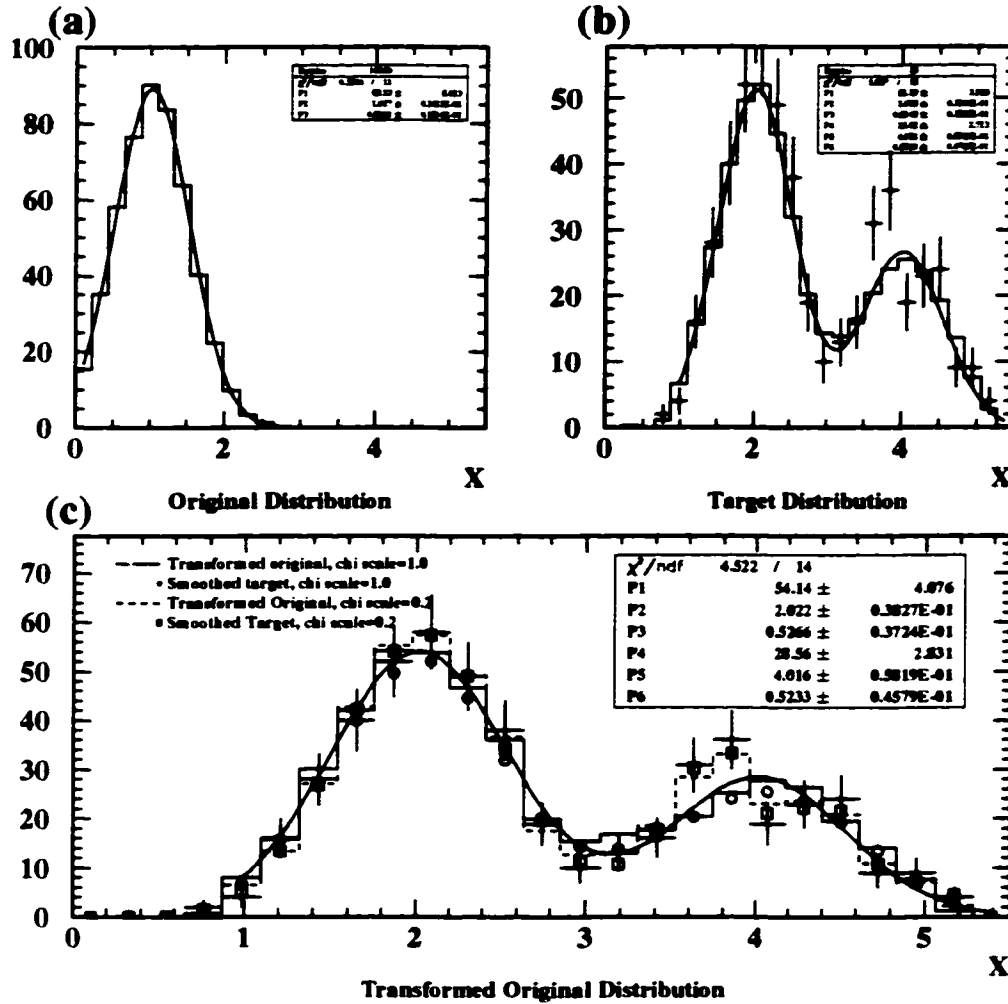 (a)
(b)
100
80
60
40
20
0
0 2 4
X
Original Distribution
50
40
30
20
10
0
0 2 4
X
Target Distribution
(c)
70
60
50
40
30
20
10
0
0 1 2 3 4 5
X
Transformed original, chi scale=1.0
Smoothed target, chi scale=1.0
Transformed Original, chi scale=0.2
Smoothed Target, chi scale=0.2
χ²/ndf 4.522 / 14
P1 54.14 ± 4.076
P2 2.022 ± 0.3827E-01
P3 0.5266 ± 0.3724E-01
P4 28.56 ± 2.831
P5 4.016 ± 0.5819E-01
P6 0.5233 ± 0.4579E-01
Transformed Original Distribution